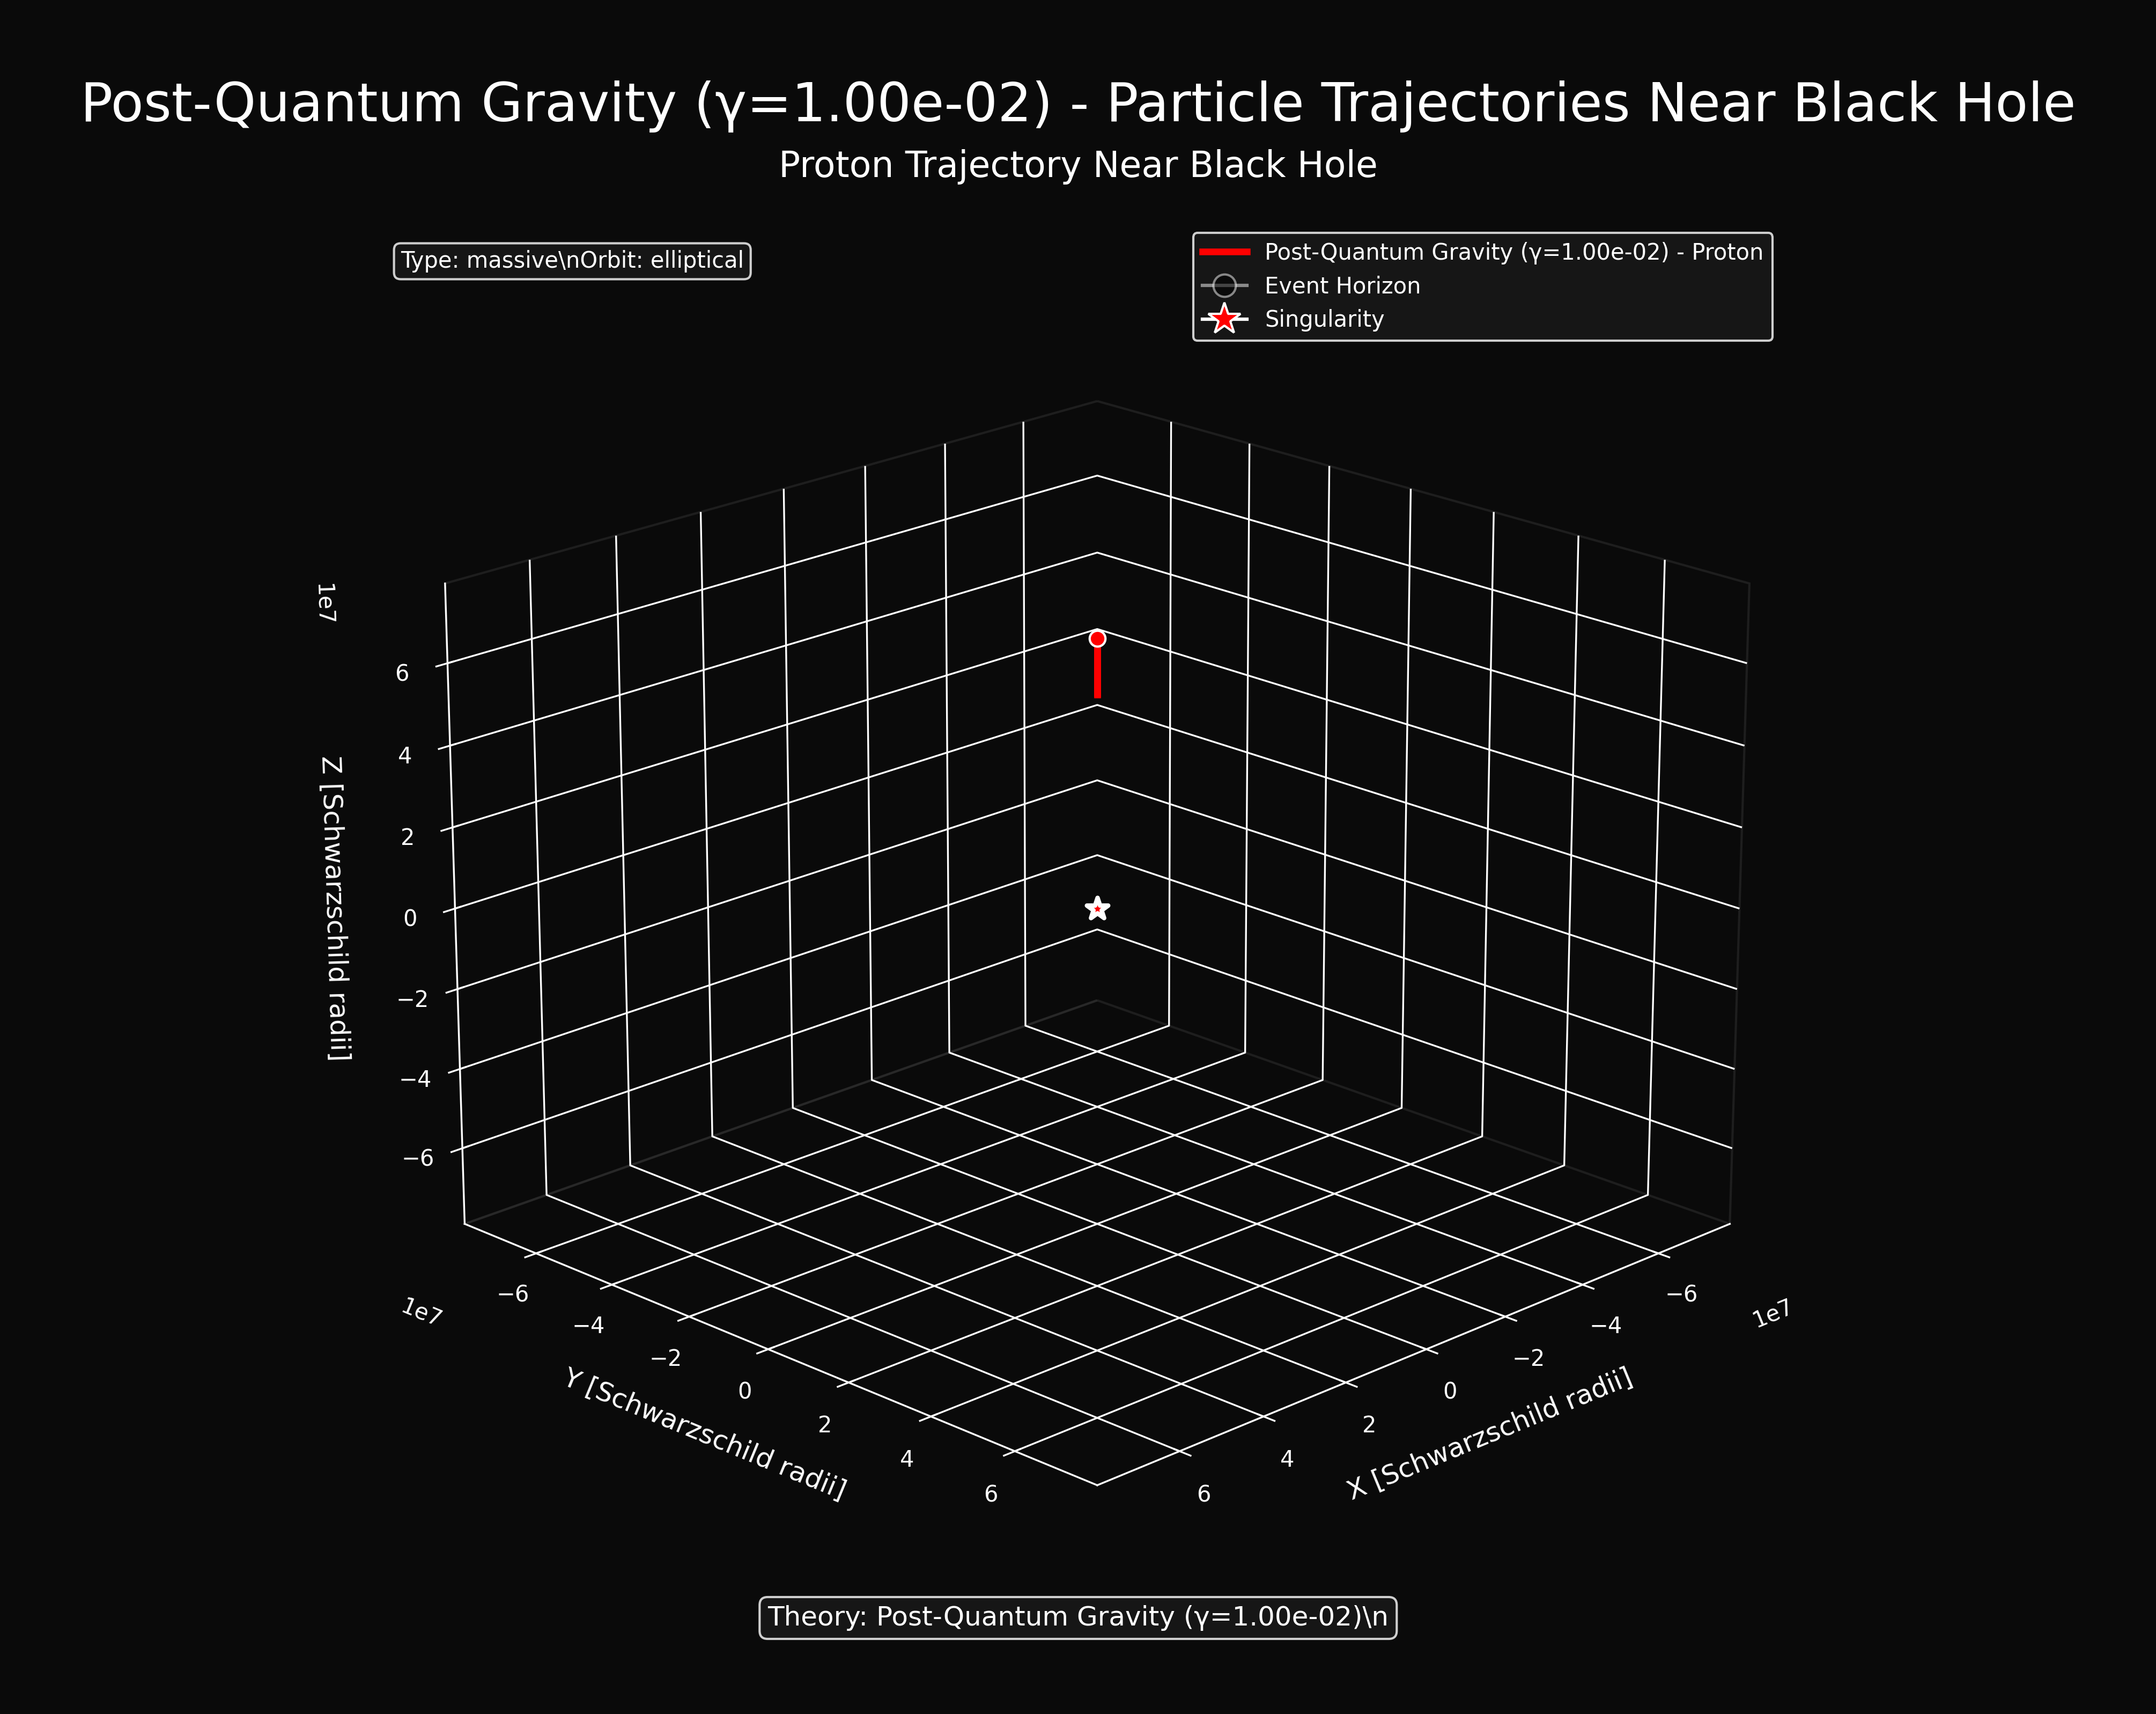 Post-Quantum Gravity (γ=1.00e-02) - Particle Trajectories Near Black Hole
Proton Trajectory Near Black Hole
Type: massive\nOrbit: elliptical
Post-Quantum Gravity (γ=1.00e-02) - Proton
Event Horizon
Singularity
1e7
6
4
2
0
−2
−4
−6
Z [Schwarzschild radii]
1e7
−6
−4
−2
0
2
4
6
Y [Schwarzschild radii]
1e7
−6
−4
−2
0
2
4
6
X [Schwarzschild radii]
Theory: Post-Quantum Gravity (γ=1.00e-02)\n